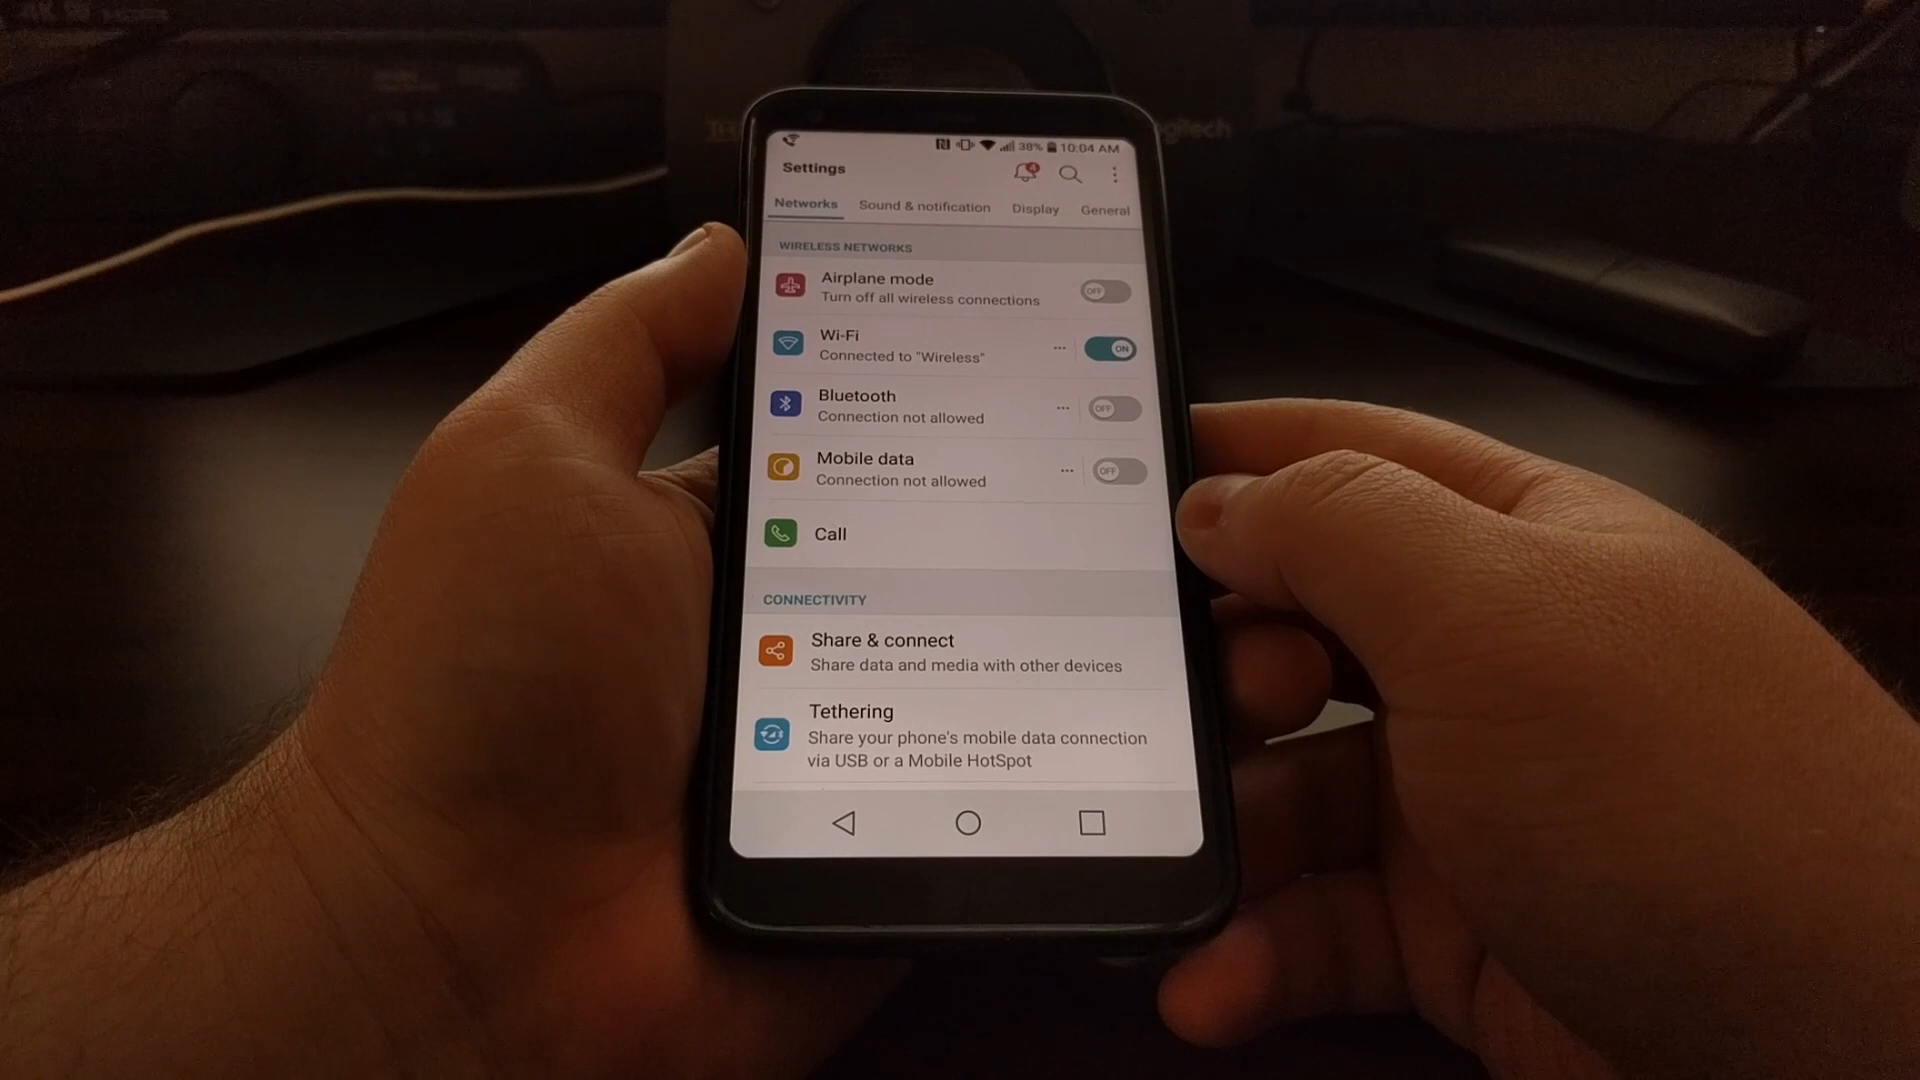 38% 10:04 AM
Settings
4
Networks Sound & notification Display General
WIRELESS NETWORKS
Airplane mode
Turn off all wireless connections
OFF
Wi-Fi
Connected to "Wireless"
ON
Bluetooth
Connection not allowed
OFF
Mobile data
Connection not allowed
OFF
Call
CONNECTIVITY
Share & connect
Share data and media with other devices
Tethering
Share your phone's mobile data connection
via USB or a Mobile HotSpot